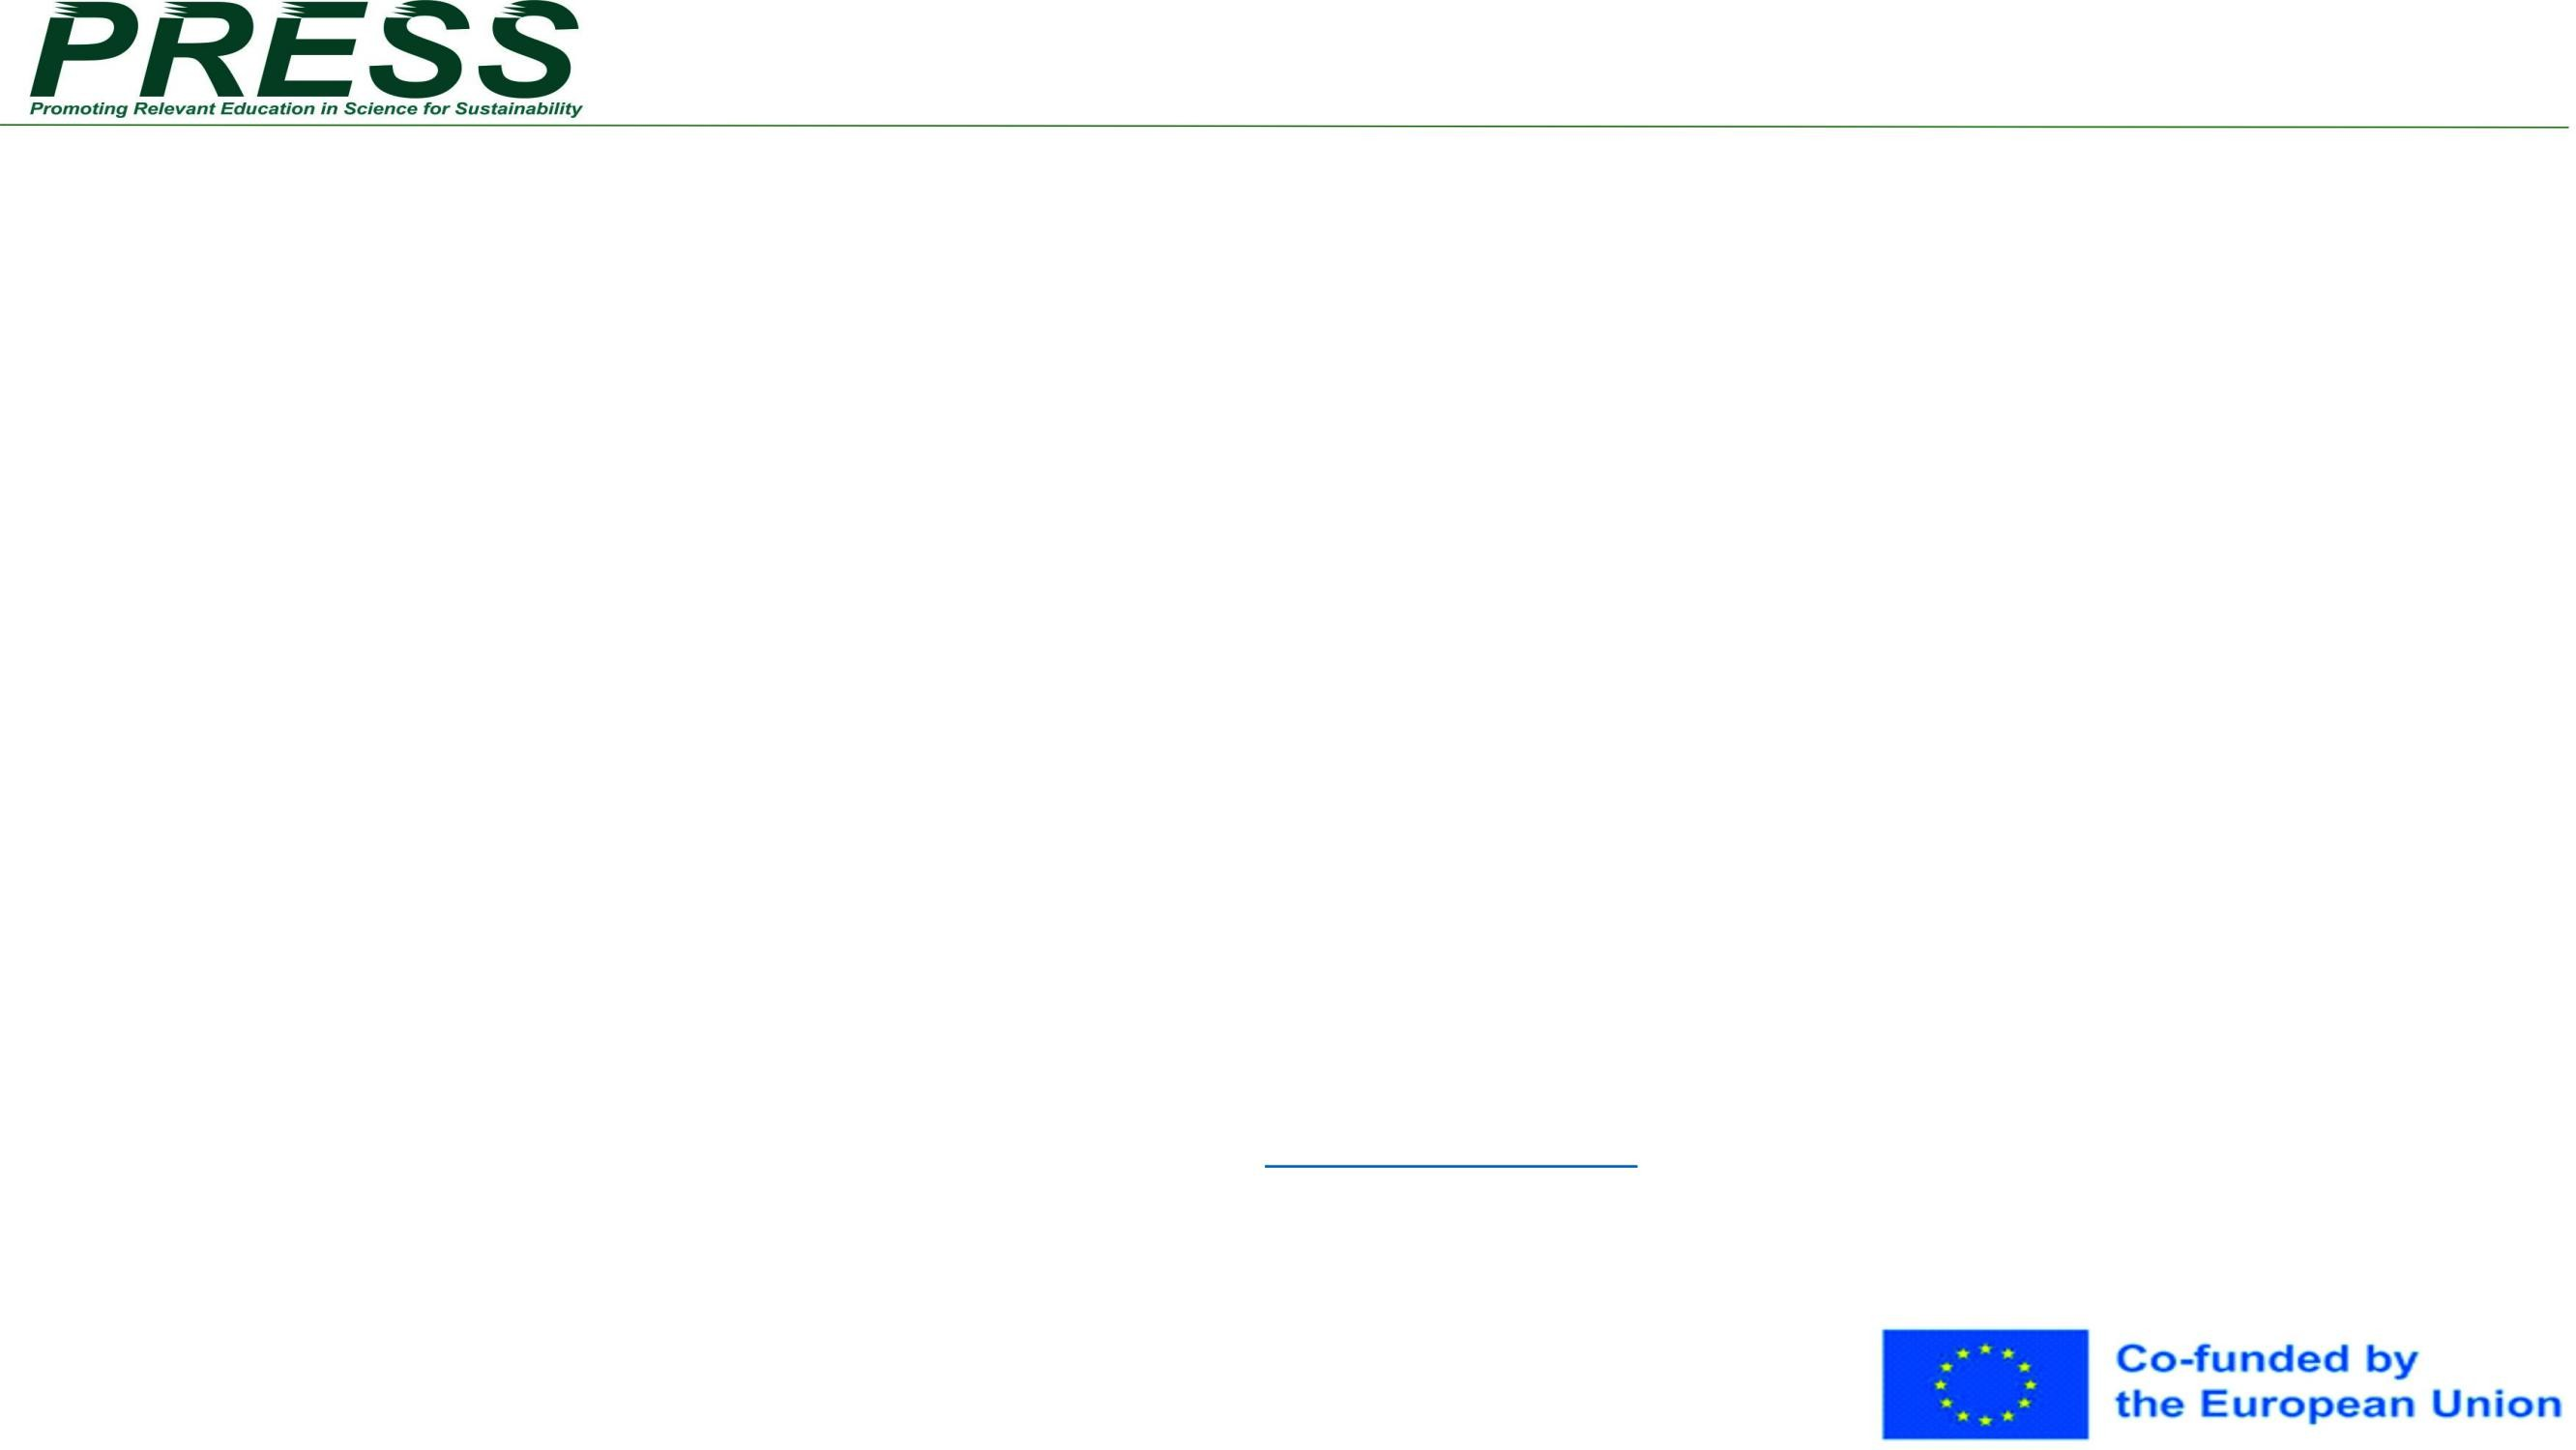 PRESS
Promoting Relevant Education in Science for Sustainability
Co-funded by
the European Union